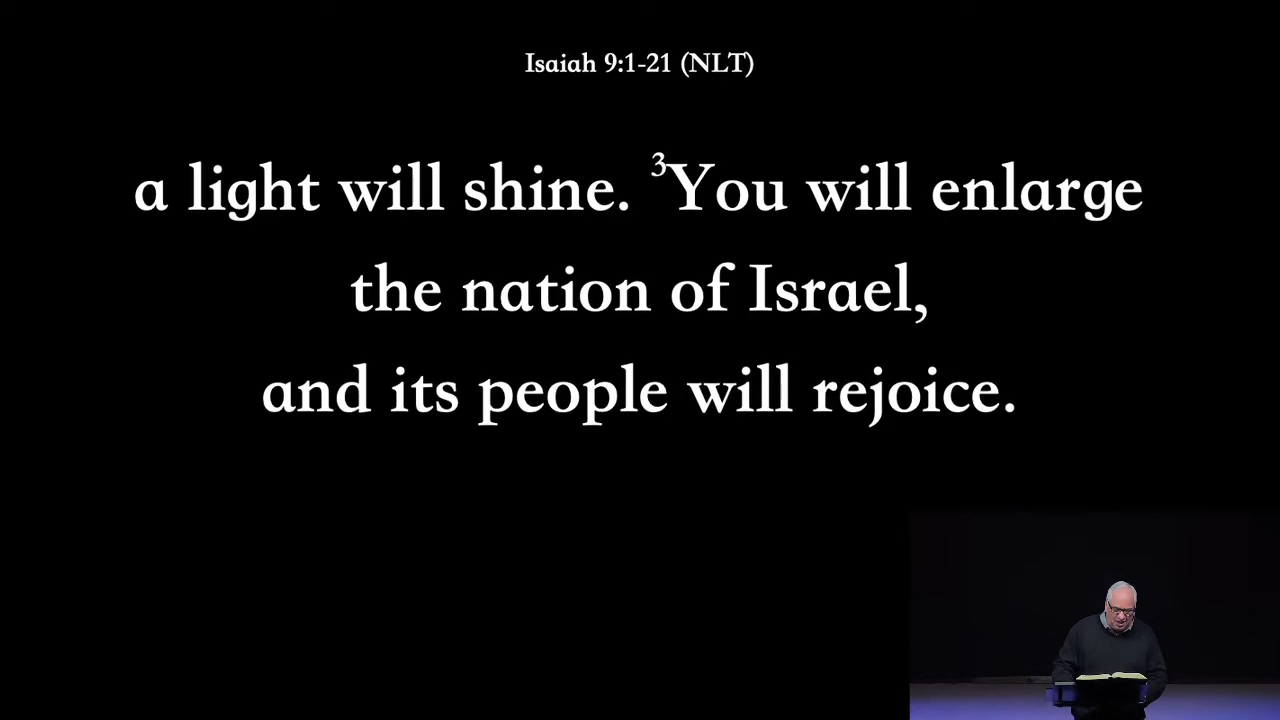 Isaiah 9:1-21 (NLT)
a light will shine. ³You will enlarge
the nation of Israel,
and its people will rejoice.